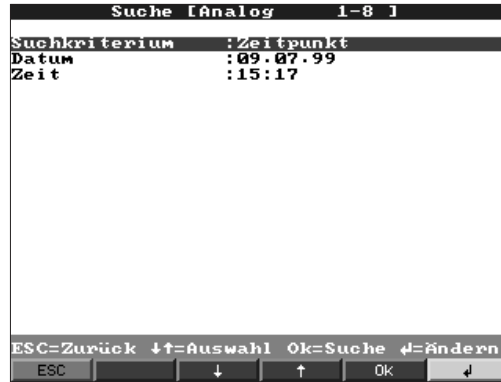 Suche [Analog 1-8 ]
Suchkriterium :Zeitpunkt
Datum :09.07.99
Zeit :15:17
ESC=Zurück ↓↑=Auswahl Ok=Suche ↲=Ändern
ESC ↓ ↑ Ok ↲